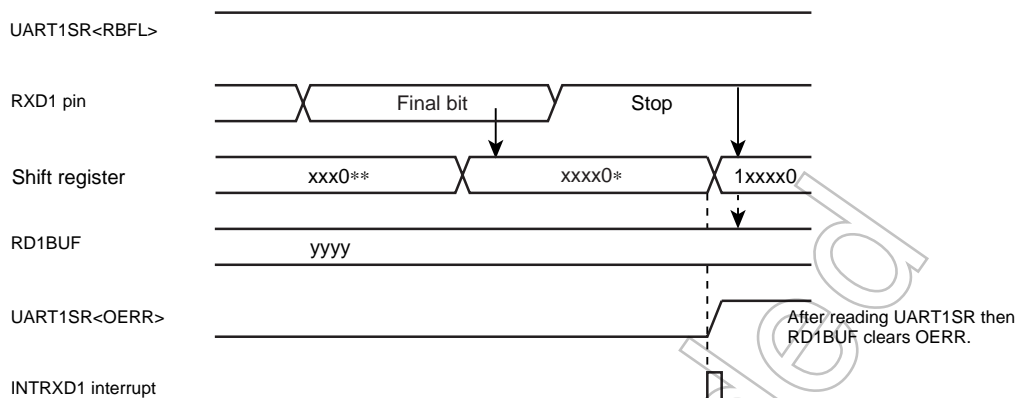 UART1SR<RBFL>
RXD1 pin
Final bit
Stop
Shift register
xxx0**
xxxx0*
1xxxx0
RD1BUF
yyyy
UART1SR<OERR>
After reading UART1SR then
RD1BUF clears OERR.
INTRXD1 interrupt